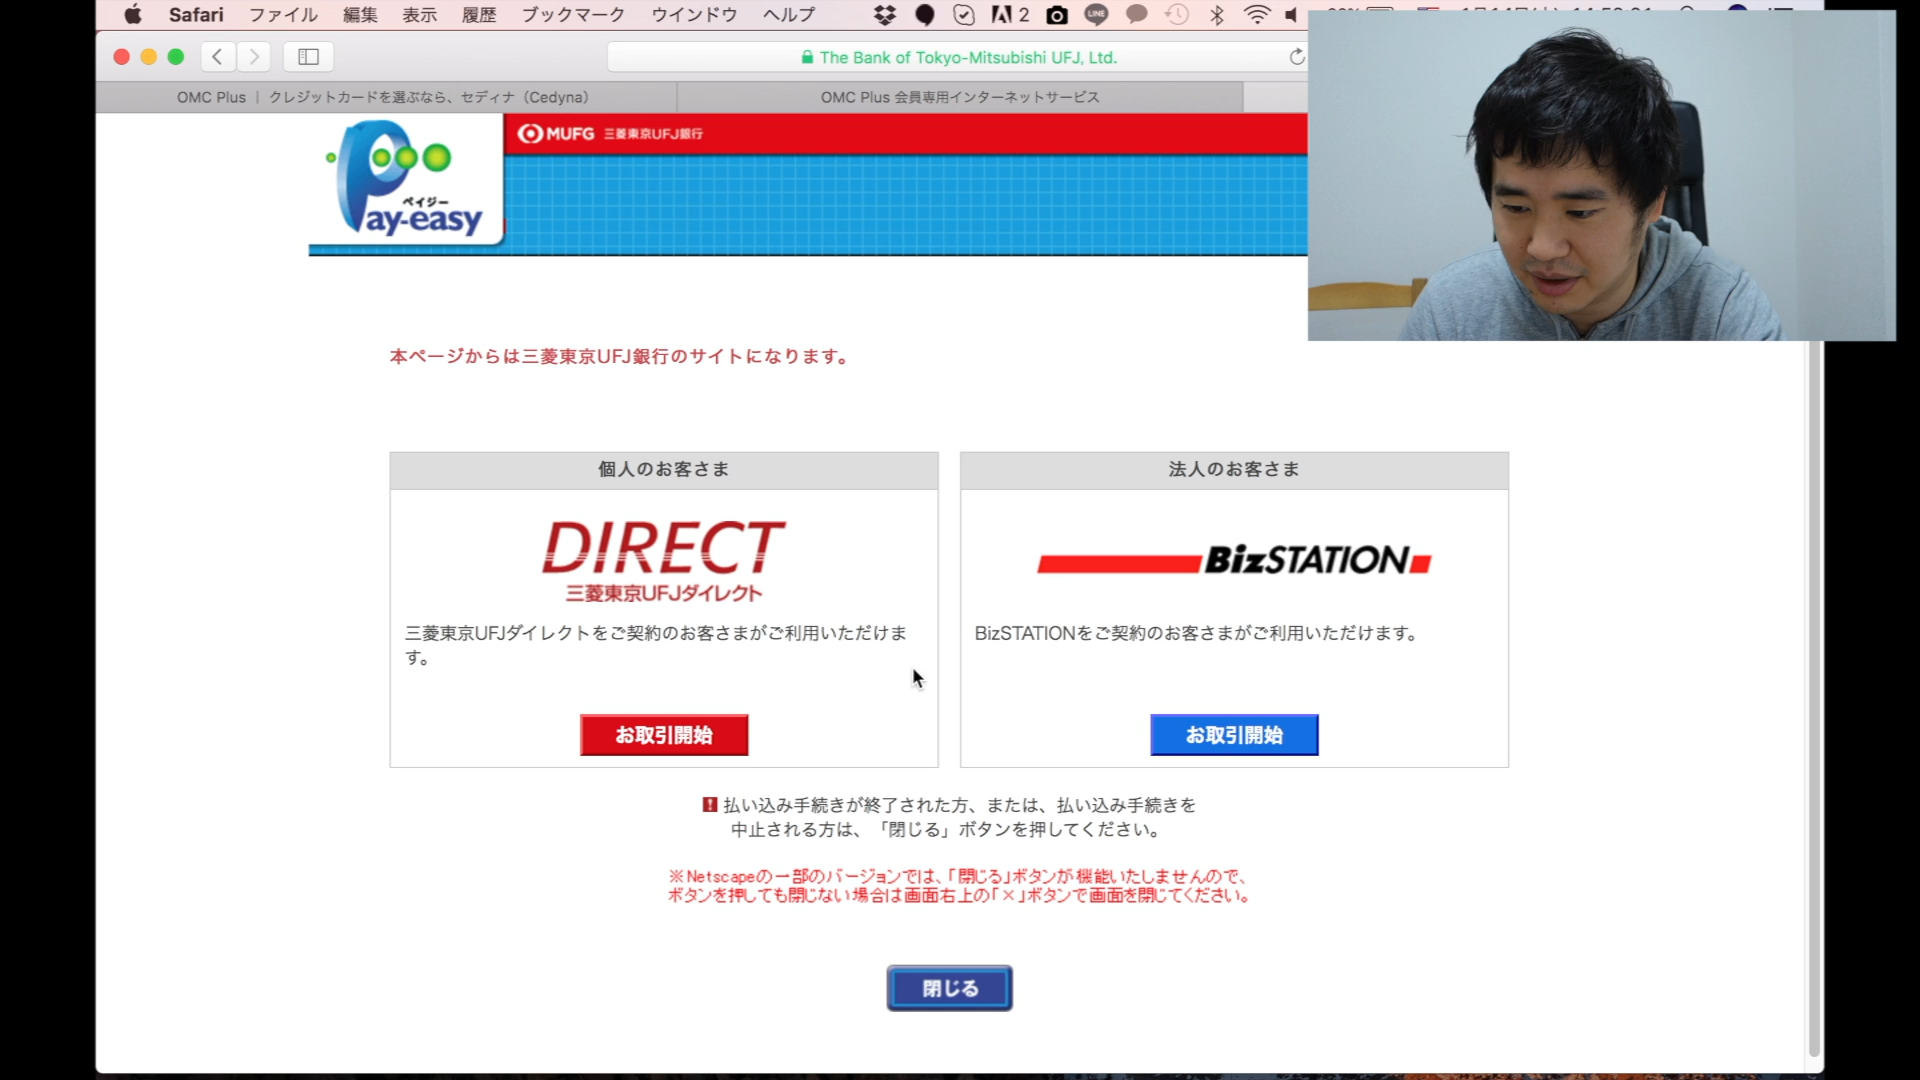 Safari ファイル 編集 表示 履歴 ブックマーク ウインドウ ヘルプ 2 LINE
The Bank of Tokyo-Mitsubishi UFJ, Ltd.
OMC Plus | クレジットカードを選ぶなら、セディナ（Cedyna）
OMC Plus 会員専用インターネットサービス
MUFG 三菱東京UFJ銀行
ペイジー
Pay-easy
本ページからは三菱東京UFJ銀行のサイトになります。
個人のお客さま
DIRECT
三菱東京UFJダイレクト
三菱東京UFJダイレクトをご契約のお客さまがご利用いただけま
す。
お取引開始
法人のお客さま
BizSTATION
BizSTATIONをご契約のお客さまがご利用いただけます。
お取引開始
払い込み手続きが終了された方、または、払い込み手続きを
中止される方は、「閉じる」ボタンを押してください。
※Netscapeの一部のバージョンでは、「閉じる」ボタンが機能いたしませんので、
ボタンを押しても閉じない場合は画面右上の「×」ボタンで画面を閉じてください。
閉じる